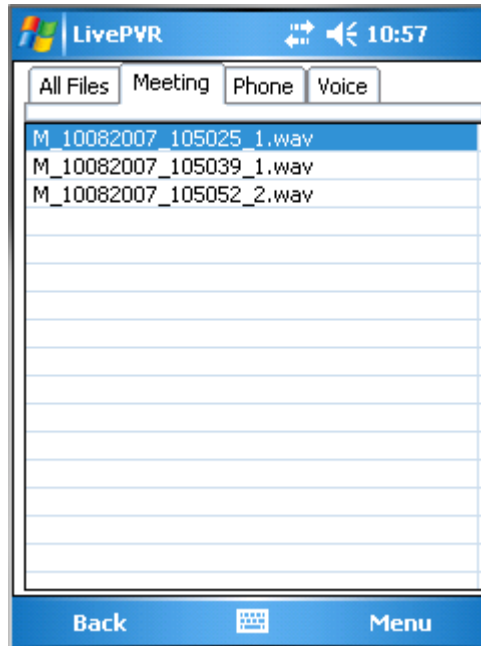 LivePVR 10:57
All Files Meeting Phone Voice
M_10082007_105025_1.wav
M_10082007_105039_1.wav
M_10082007_105052_2.wav
Back Menu